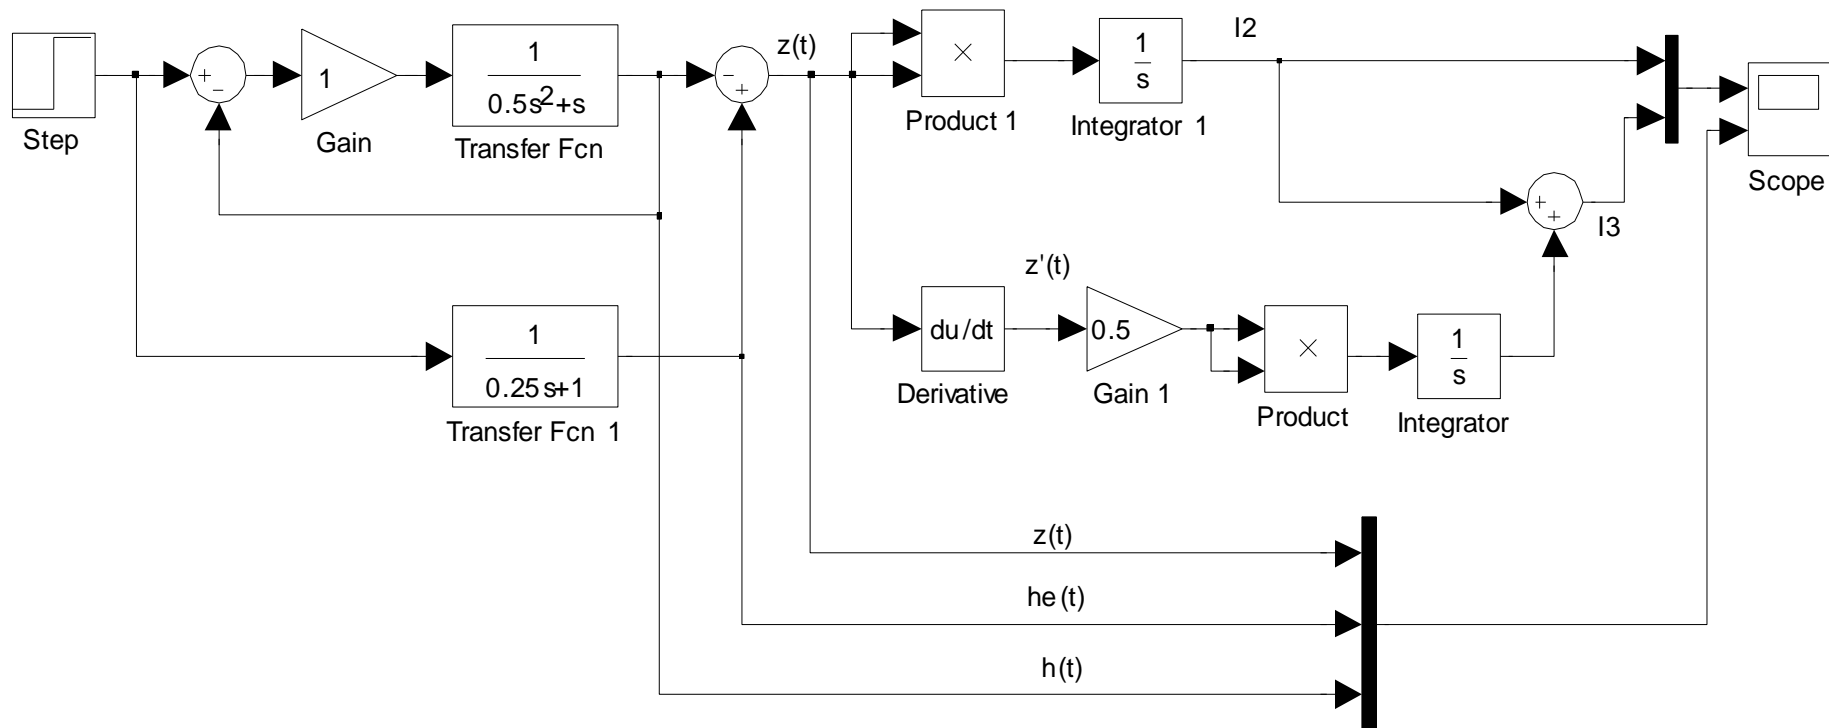 Step
+
−
1
Gain
1
0.5s2+s
Transfer Fcn
−
+
z(t)
×
Product 1
1
s
Integrator 1
I2
Scope
+
+
I3
1
0.25s+1
Transfer Fcn 1
du/dt
Derivative
z'(t)
0.5
Gain 1
×
Product
1
s
Integrator
z(t)
he(t)
h(t)